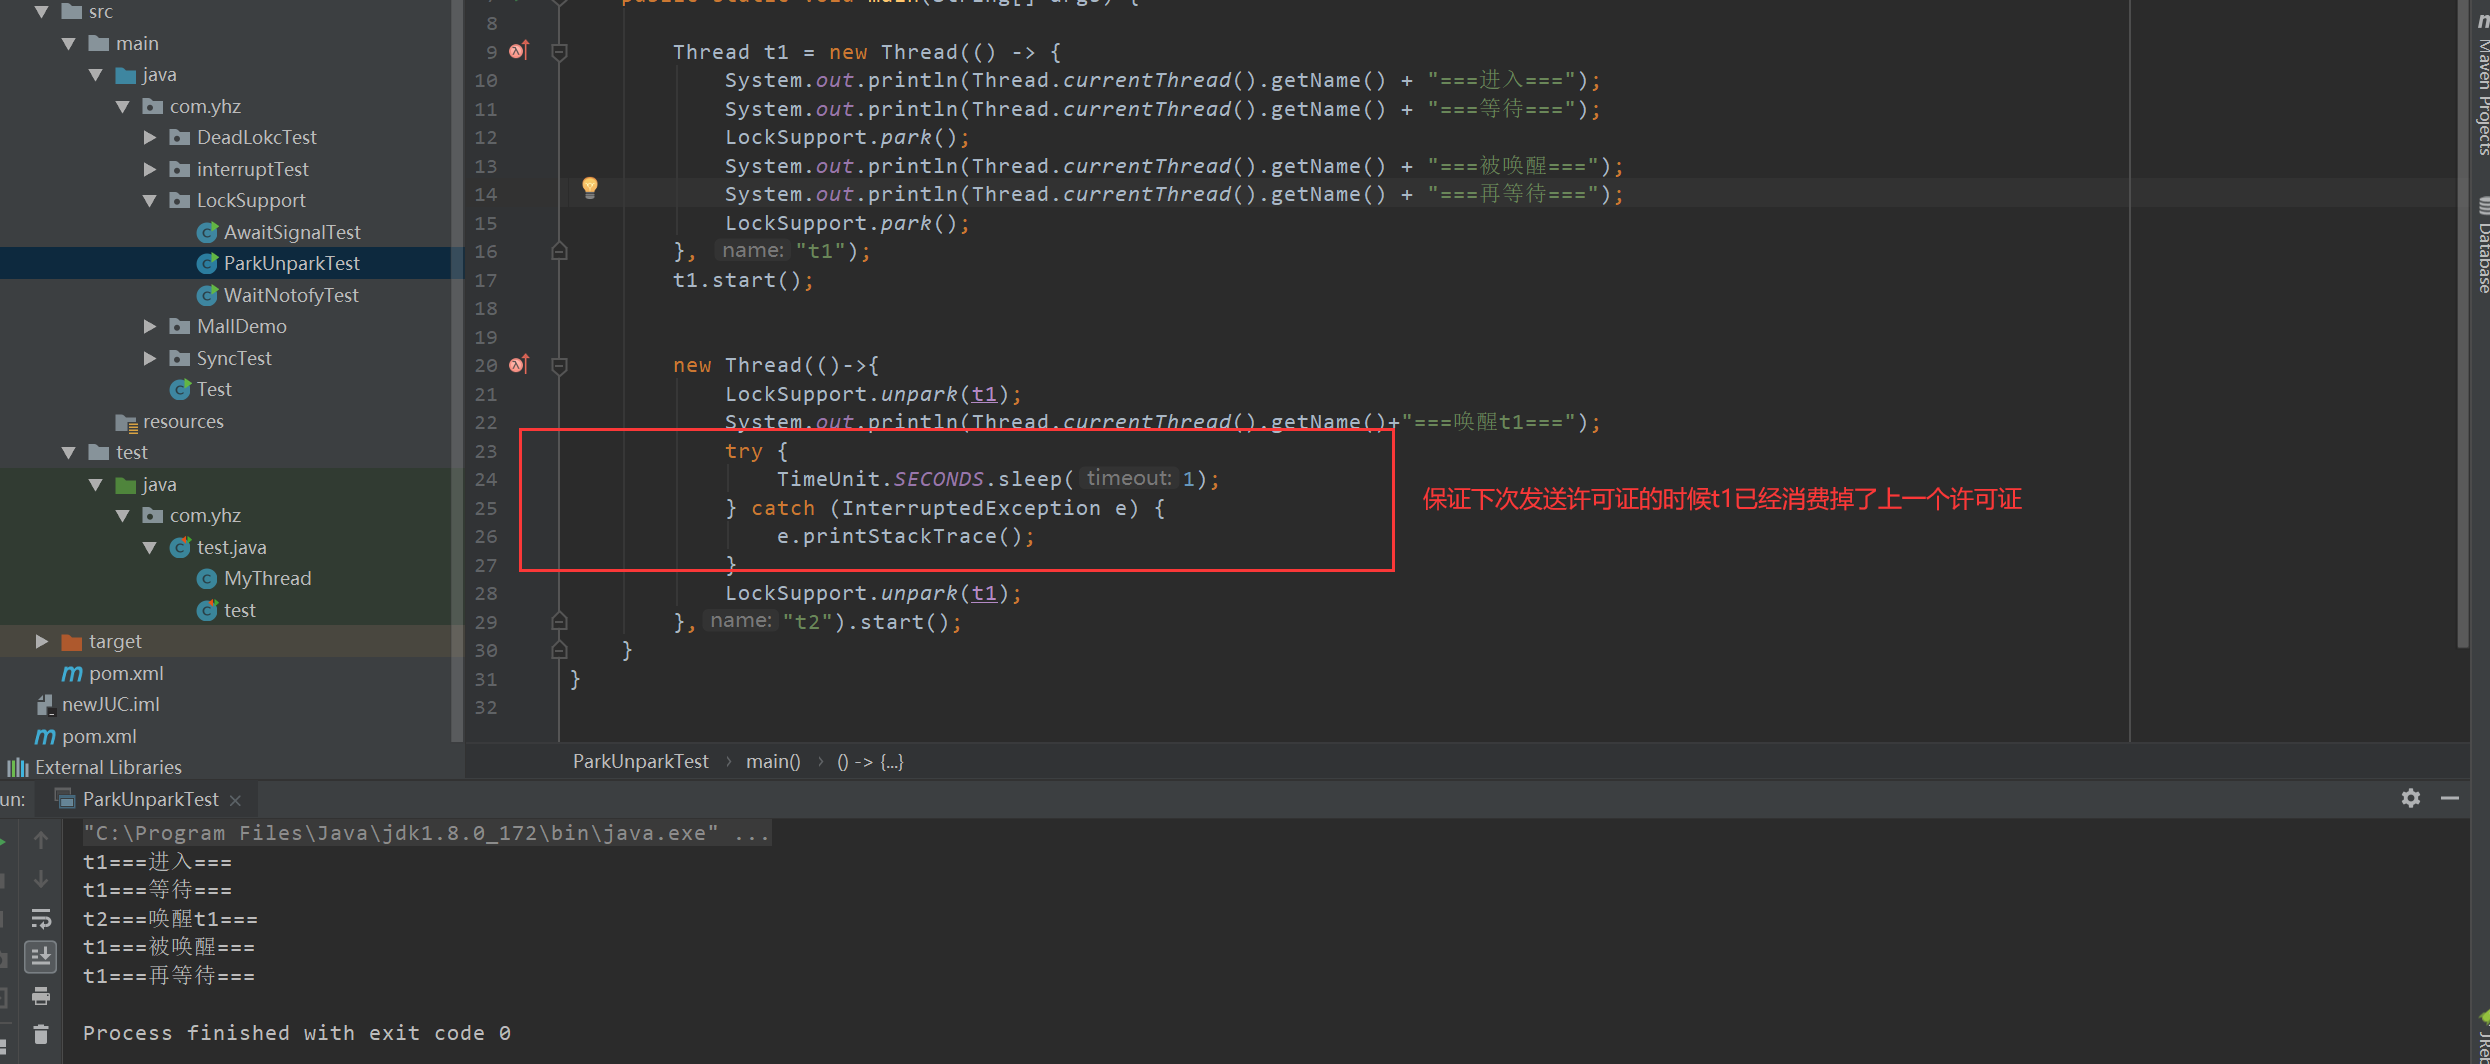 src
main
java
com.yhz
DeadLokcTest
interruptTest
LockSupport
AwaitSignalTest
ParkUnparkTest
WaitNotofyTest
MallDemo
SyncTest
Test
resources
test
java
com.yhz
test.java
MyThread
test
target
pom.xml
newJUC.iml
pom.xml
External Libraries
public static void main(String[] args) {
8
9 Thread t1 = new Thread(() -> {
10 System.out.println(Thread.currentThread().getName() + "===进入===");
11 System.out.println(Thread.currentThread().getName() + "===等待===");
12 LockSupport.park();
13 System.out.println(Thread.currentThread().getName() + "===被唤醒===");
14 System.out.println(Thread.currentThread().getName() + "===再等待===");
15 LockSupport.park();
16 }, name: "t1");
17 t1.start();
18
19
20 new Thread(()->{
21 LockSupport.unpark(t1);
22 System.out.println(Thread.currentThread().getName()+"===唤醒t1===");
23 try {
24 TimeUnit.SECONDS.sleep( timeout: 1);
25 } catch (InterruptedException e) {
26 e.printStackTrace();
27 }
28 LockSupport.unpark(t1);
29 }, name: "t2").start();
30 }
31 }
32
保证下次发送许可证的时候t1已经消费掉了上一个许可证
ParkUnparkTest › main() › () -> {...}
Maven Projects
Database
un: ParkUnparkTest ×
"C:\Program Files\Java\jdk1.8.0_172\bin\java.exe" ...
t1===进入===
t1===等待===
t2===唤醒t1===
t1===被唤醒===
t1===再等待===
Process finished with exit code 0